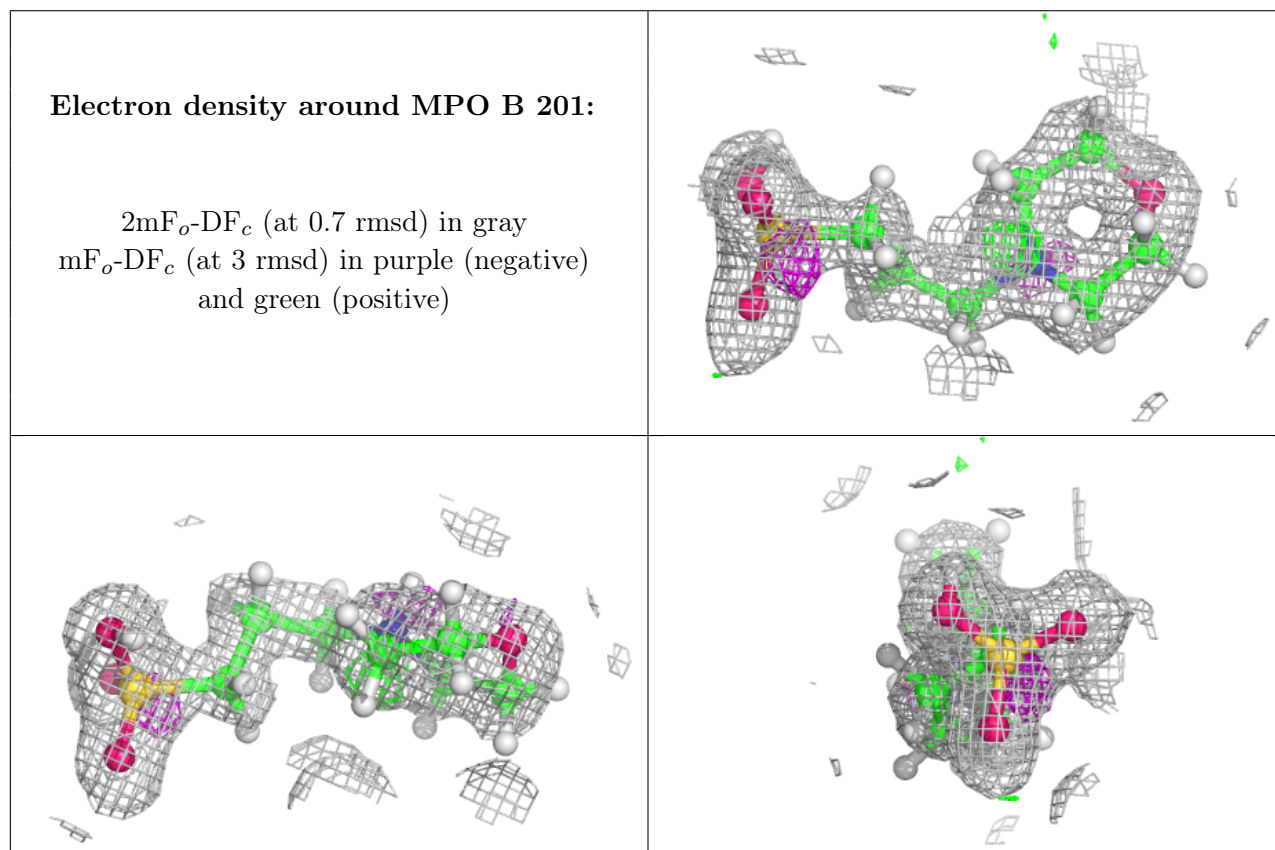 Electron density around MPO B 201:
2mFo-DFc (at 0.7 rmsd) in gray
mFo-DFc (at 3 rmsd) in purple (negative)
and green (positive)